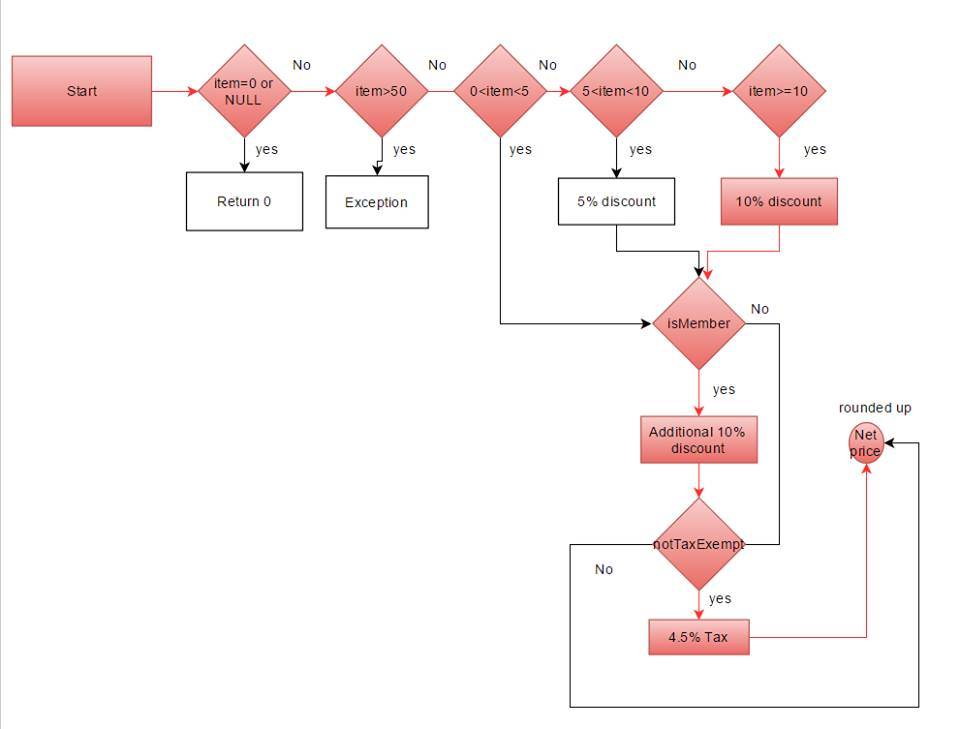 Start
item=0 or
NULL
No
item>50
No
0<item<5
No
5<item<10
No
item>=10
yes
yes
yes
yes
yes
Return 0
Exception
5% discount
10% discount
isMember
No
yes
Additional 10%
discount
rounded up
Net
price
notTaxExempt
No
yes
4.5% Tax